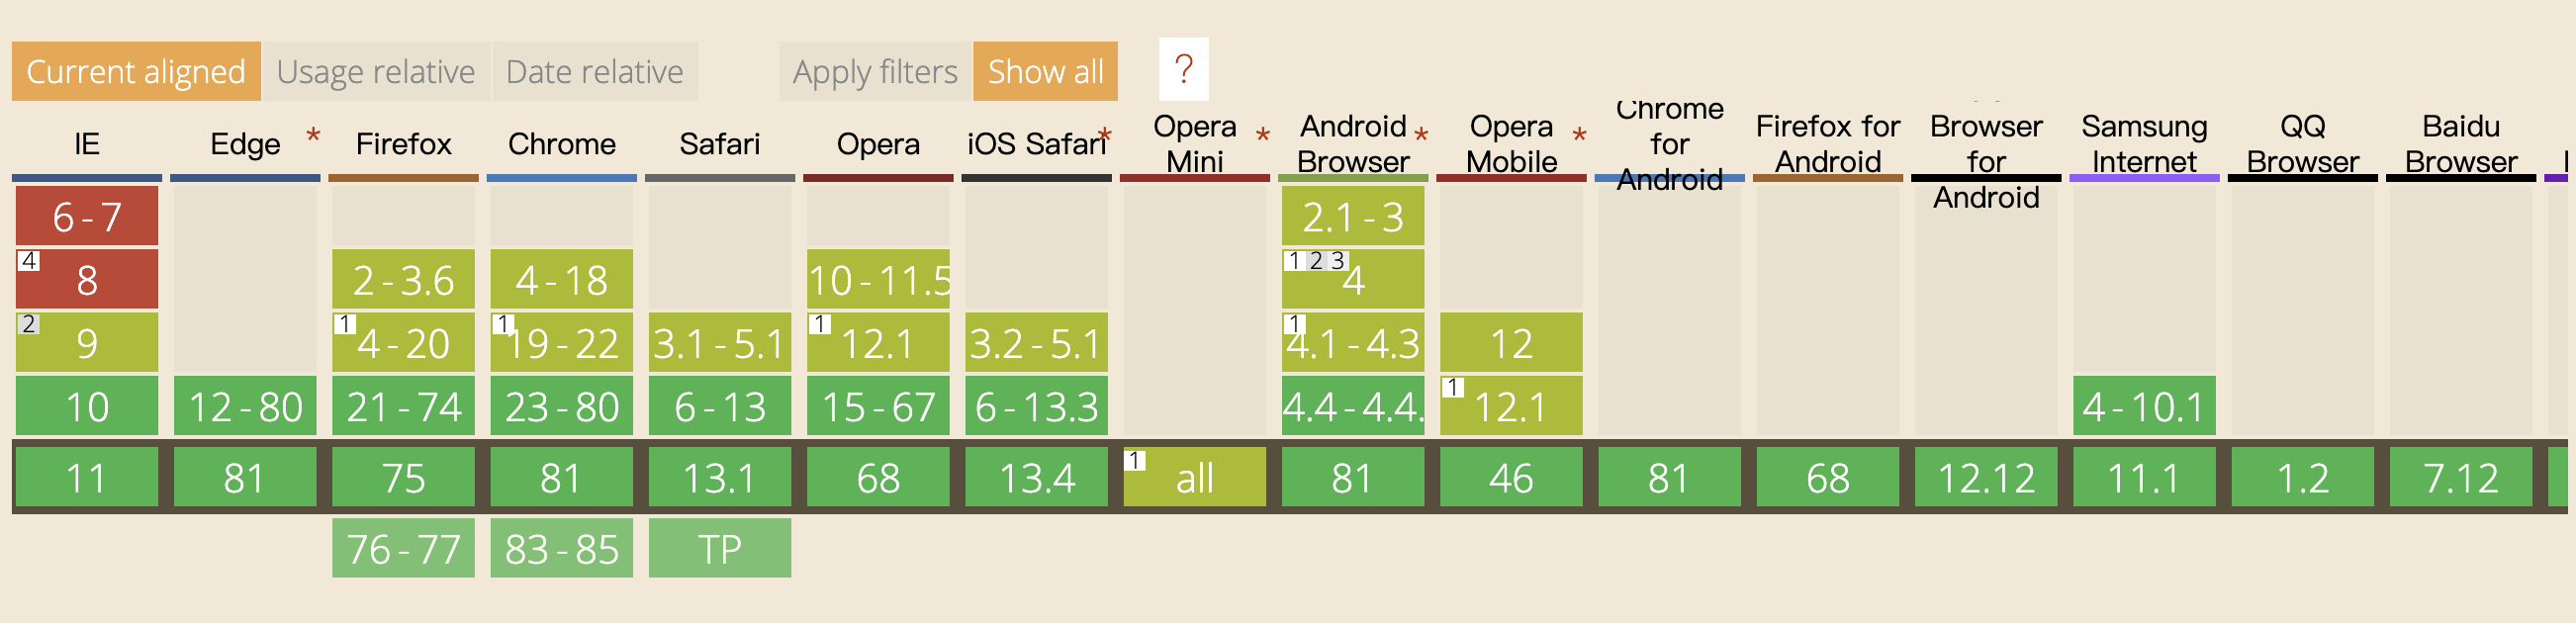 Current aligned Usage relative Date relative Apply filters Show all ?
IE Edge * Firefox Chrome Safari Opera iOS Safari * Opera Mini * Android Browser * Opera Mobile * Chrome for Android Firefox for Android Browser for Android Samsung Internet QQ Browser Baidu Browser
6-7 2.1-3
4 8 2-3.6 4-18 10-11.5 1 2 3 4
2 9 1 4-20 1 19-22 3.1-5.1 1 12.1 3.2-5.1 1 4.1-4.3 12
10 12-80 21-74 23-80 6-13 15-67 6-13.3 4.4-4.4. 1 12.1 4-10.1
11 81 75 81 13.1 68 13.4 1 all 81 46 81 68 12.12 11.1 1.2 7.12
76-77 83-85 TP